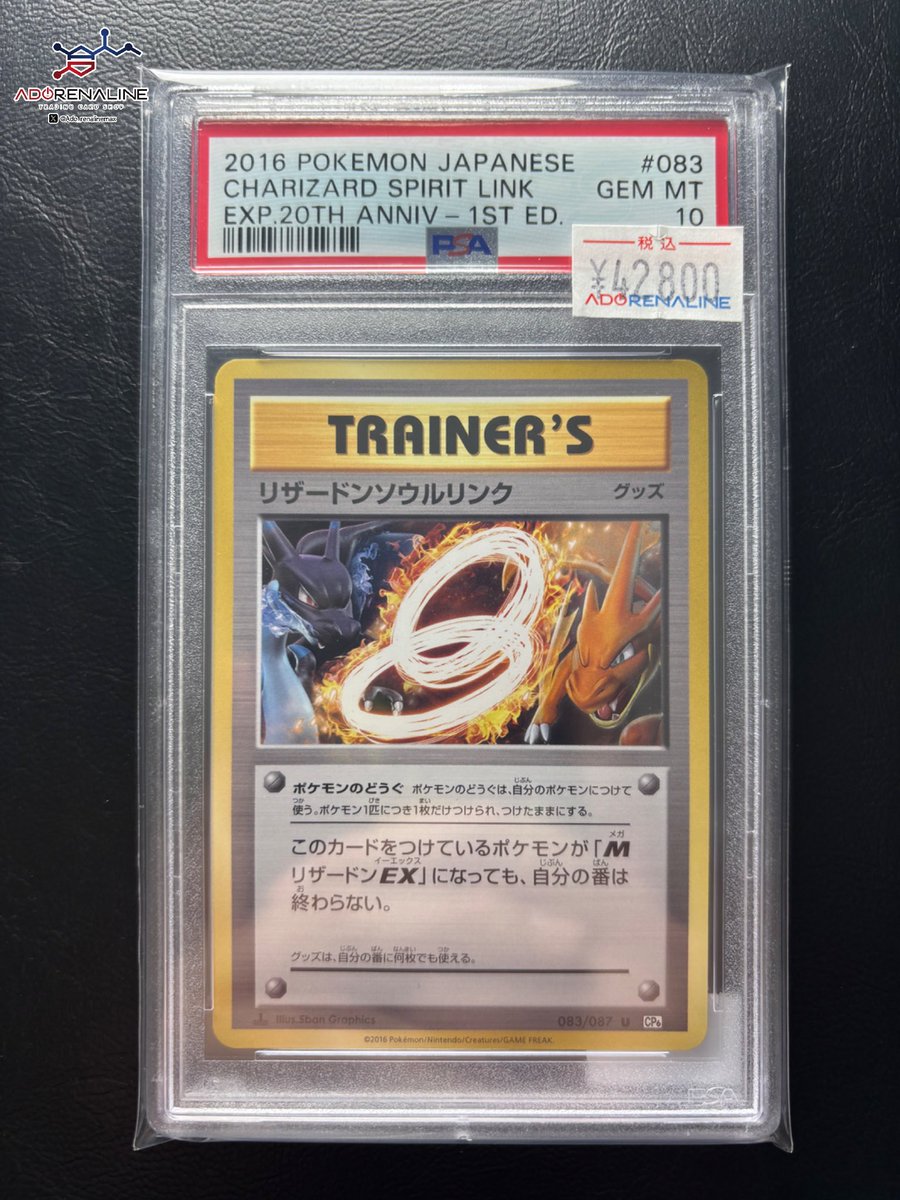 ADORENALINE
TRADING CARD SHOP
X @Ado_renalinemax
2016 POKEMON JAPANESE #083
CHARIZARD SPIRIT LINK GEM MT
EXP.20TH ANNIV – 1ST ED. 10
PSA
税込
¥42800
ADORENALINE
TRAINER'S
リザードンソウルリンク グッズ
ポケモンのどうぐ ポケモンのどうぐは、自分のポケモンにつけて
使う。ポケモン1匹につき1枚だけつけられ、つけたままにする。
このカードをつけているポケモンが「M
リザードンEX」になっても、自分の番は
終わらない。
グッズは、自分の番に何枚でも使える。
Illus. Sban Graphics 083/087 U CP6
©2016 Pokémon/Nintendo/Creatures/GAME FREAK.
PSA